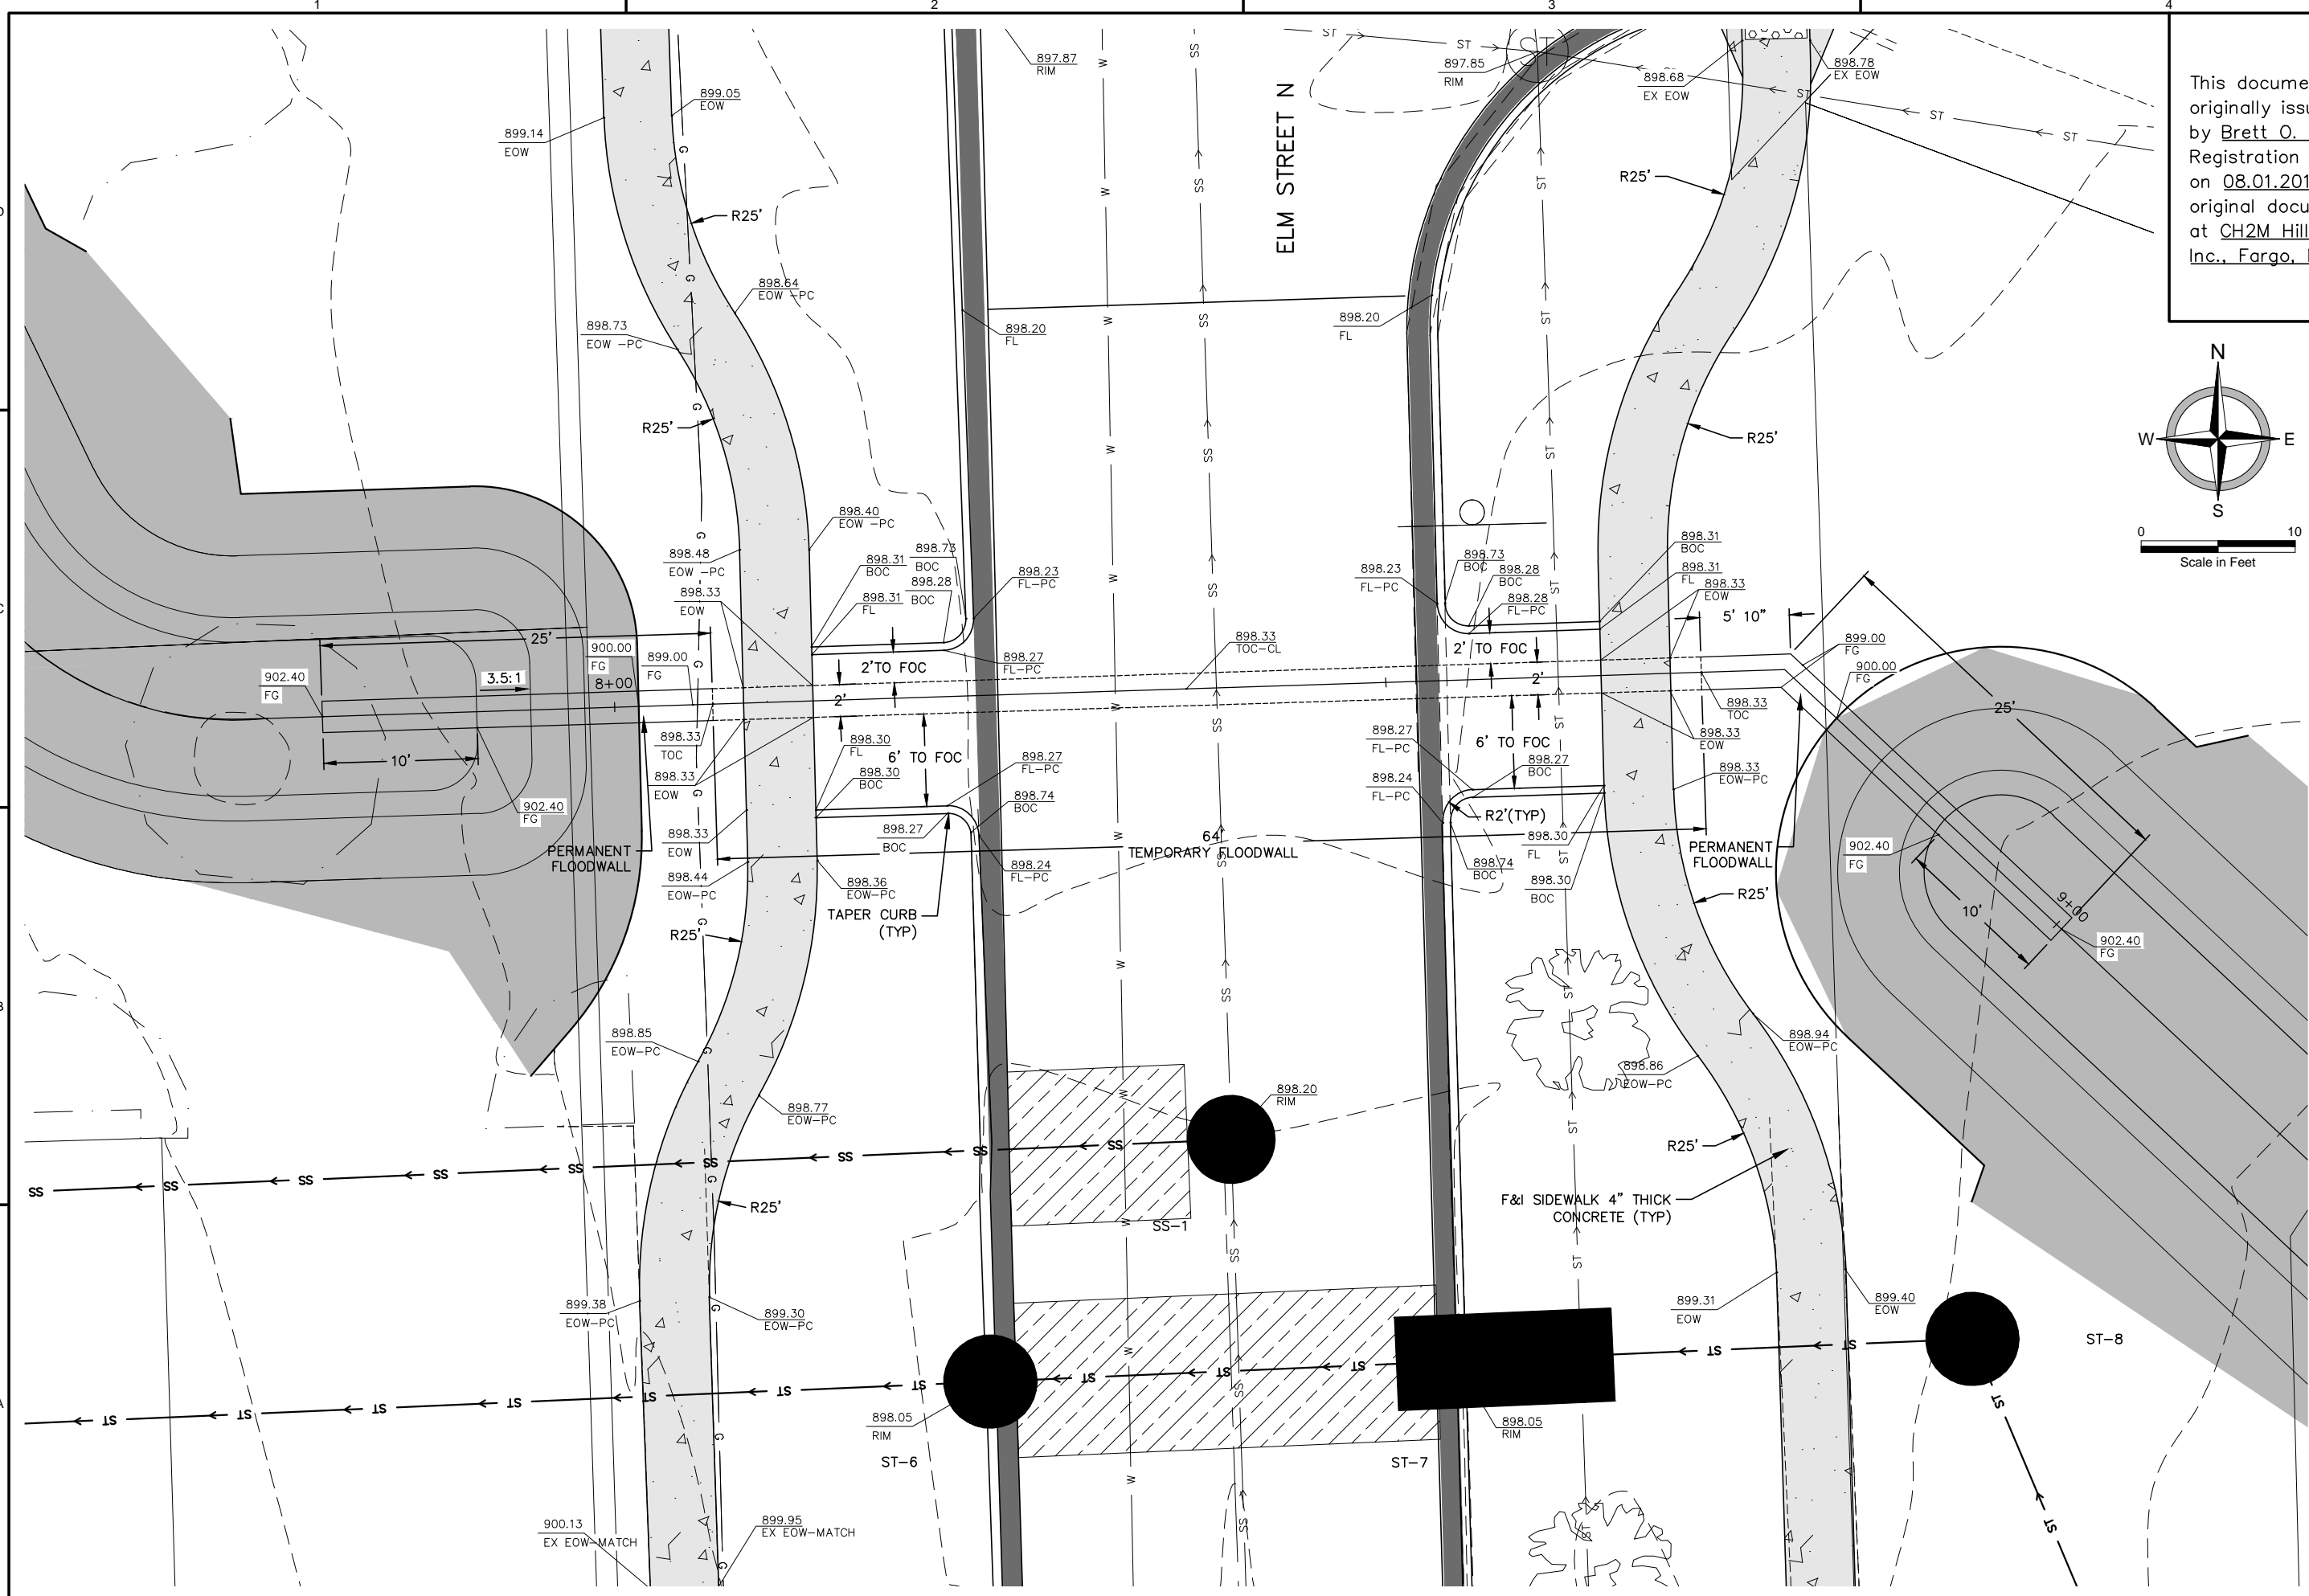 1
2
3
4
This docume
originally issu
by Brett O.
Registration
on 08.01.201
original docu
at CH2M Hill
Inc., Fargo,
N
W
E
S
0
10
Scale in Feet
ELM STREET N
897.87
RIM
897.85
RIM
ST
898.68
EX EOW
898.78
EX EOW
899.05
EOW
899.14
EOW
R25'
R25'
898.64
EOW -PC
898.73
EOW -PC
898.20
FL
898.20
FL
R25'
R25'
898.40
EOW -PC
898.48
EOW -PC
898.31
BOC
898.73
BOC
898.28
BOC
898.23
FL-PC
898.31
FL
898.33
EOW
898.23
FL-PC
898.73
BOC
898.28
BOC
898.28
FL-PC
898.31
BOC
898.31
FL
898.33
EOW
5' 10"
25'
900.00
FG
8+00
899.00
FG
902.40
FG
3.5:1
2'TO FOC
898.27
FL-PC
898.33
TOC-CL
2' TO FOC
2'
2'
899.00
FG
900.00
FG
25'
898.33
TOC
898.33
TOC
898.33
EOW
898.33
EOW
10'
898.30
FL
6' TO FOC
898.30
BOC
898.27
FL-PC
898.74
BOC
898.27
FL-PC
6' TO FOC
898.27
BOC
898.24
FL-PC
898.33
EOW-PC
R2'(TYP)
902.40
FG
898.33
EOW
898.27
BOC
898.24
FL-PC
64'
TEMPORARY FLOODWALL
898.30
FL
898.74
BOC
898.30
BOC
PERMANENT
FLOODWALL
PERMANENT
FLOODWALL
902.40
FG
898.44
EOW-PC
898.36
EOW-PC
TAPER CURB
(TYP)
R25'
R25'
10'
9+00
902.40
FG
898.85
EOW-PC
898.77
EOW-PC
898.20
RIM
898.86
EOW-PC
898.94
EOW-PC
R25'
R25'
SS-1
F&I SIDEWALK 4" THICK
CONCRETE (TYP)
899.38
EOW-PC
899.30
EOW-PC
899.31
EOW
899.40
EOW
ST-8
898.05
RIM
898.05
RIM
ST-6
ST-7
900.13
EX EOW-MATCH
899.95
EX EOW-MATCH
G
W
SS
ST
C
B
A